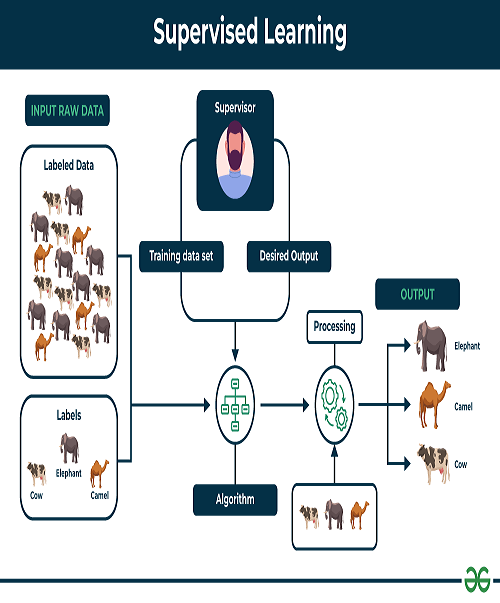 Supervised Learning
INPUT RAW DATA
Supervisor
Labeled Data
Training data set
Desired Output
OUTPUT
Processing
Elephant
Camel
Cow
Labels
Elephant
Cow
Camel
Algorithm